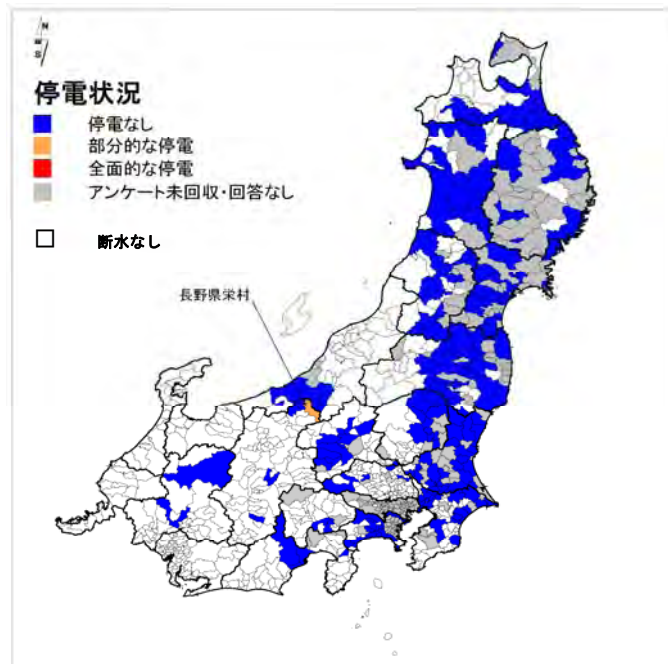 N
停電状況
停電なし
部分的な停電
全面的な停電
アンケート未回収・回答なし
断水なし
長野県栄村